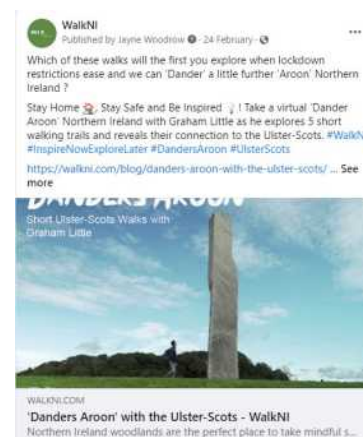 WalkNI
Published by Jayne Woodrow · 24 February ·
Which of these walks will the first you explore when lockdown
restrictions ease and we can 'Dander' a little further 'Aroon' Northern
Ireland ?
Stay Home, Stay Safe and Be Inspired ! Take a virtual 'Dander
Aroon' Northern Ireland with Graham Little as he explores 5 short
walking trails and reveals their connection to the Ulster-Scots. #WalkN
#InspireNowExploreLater #DandersAroon #UlsterScots
https://walkni.com/blog/danders-aroon-with-the-ulster-scots/ ... See
more
DANDERS AROON
Short Ulster-Scots Walks with
Graham Little
WALKNI.COM
'Danders Aroon' with the Ulster-Scots - WalkNI
Northern Ireland woodlands are the perfect place to take mindful s...